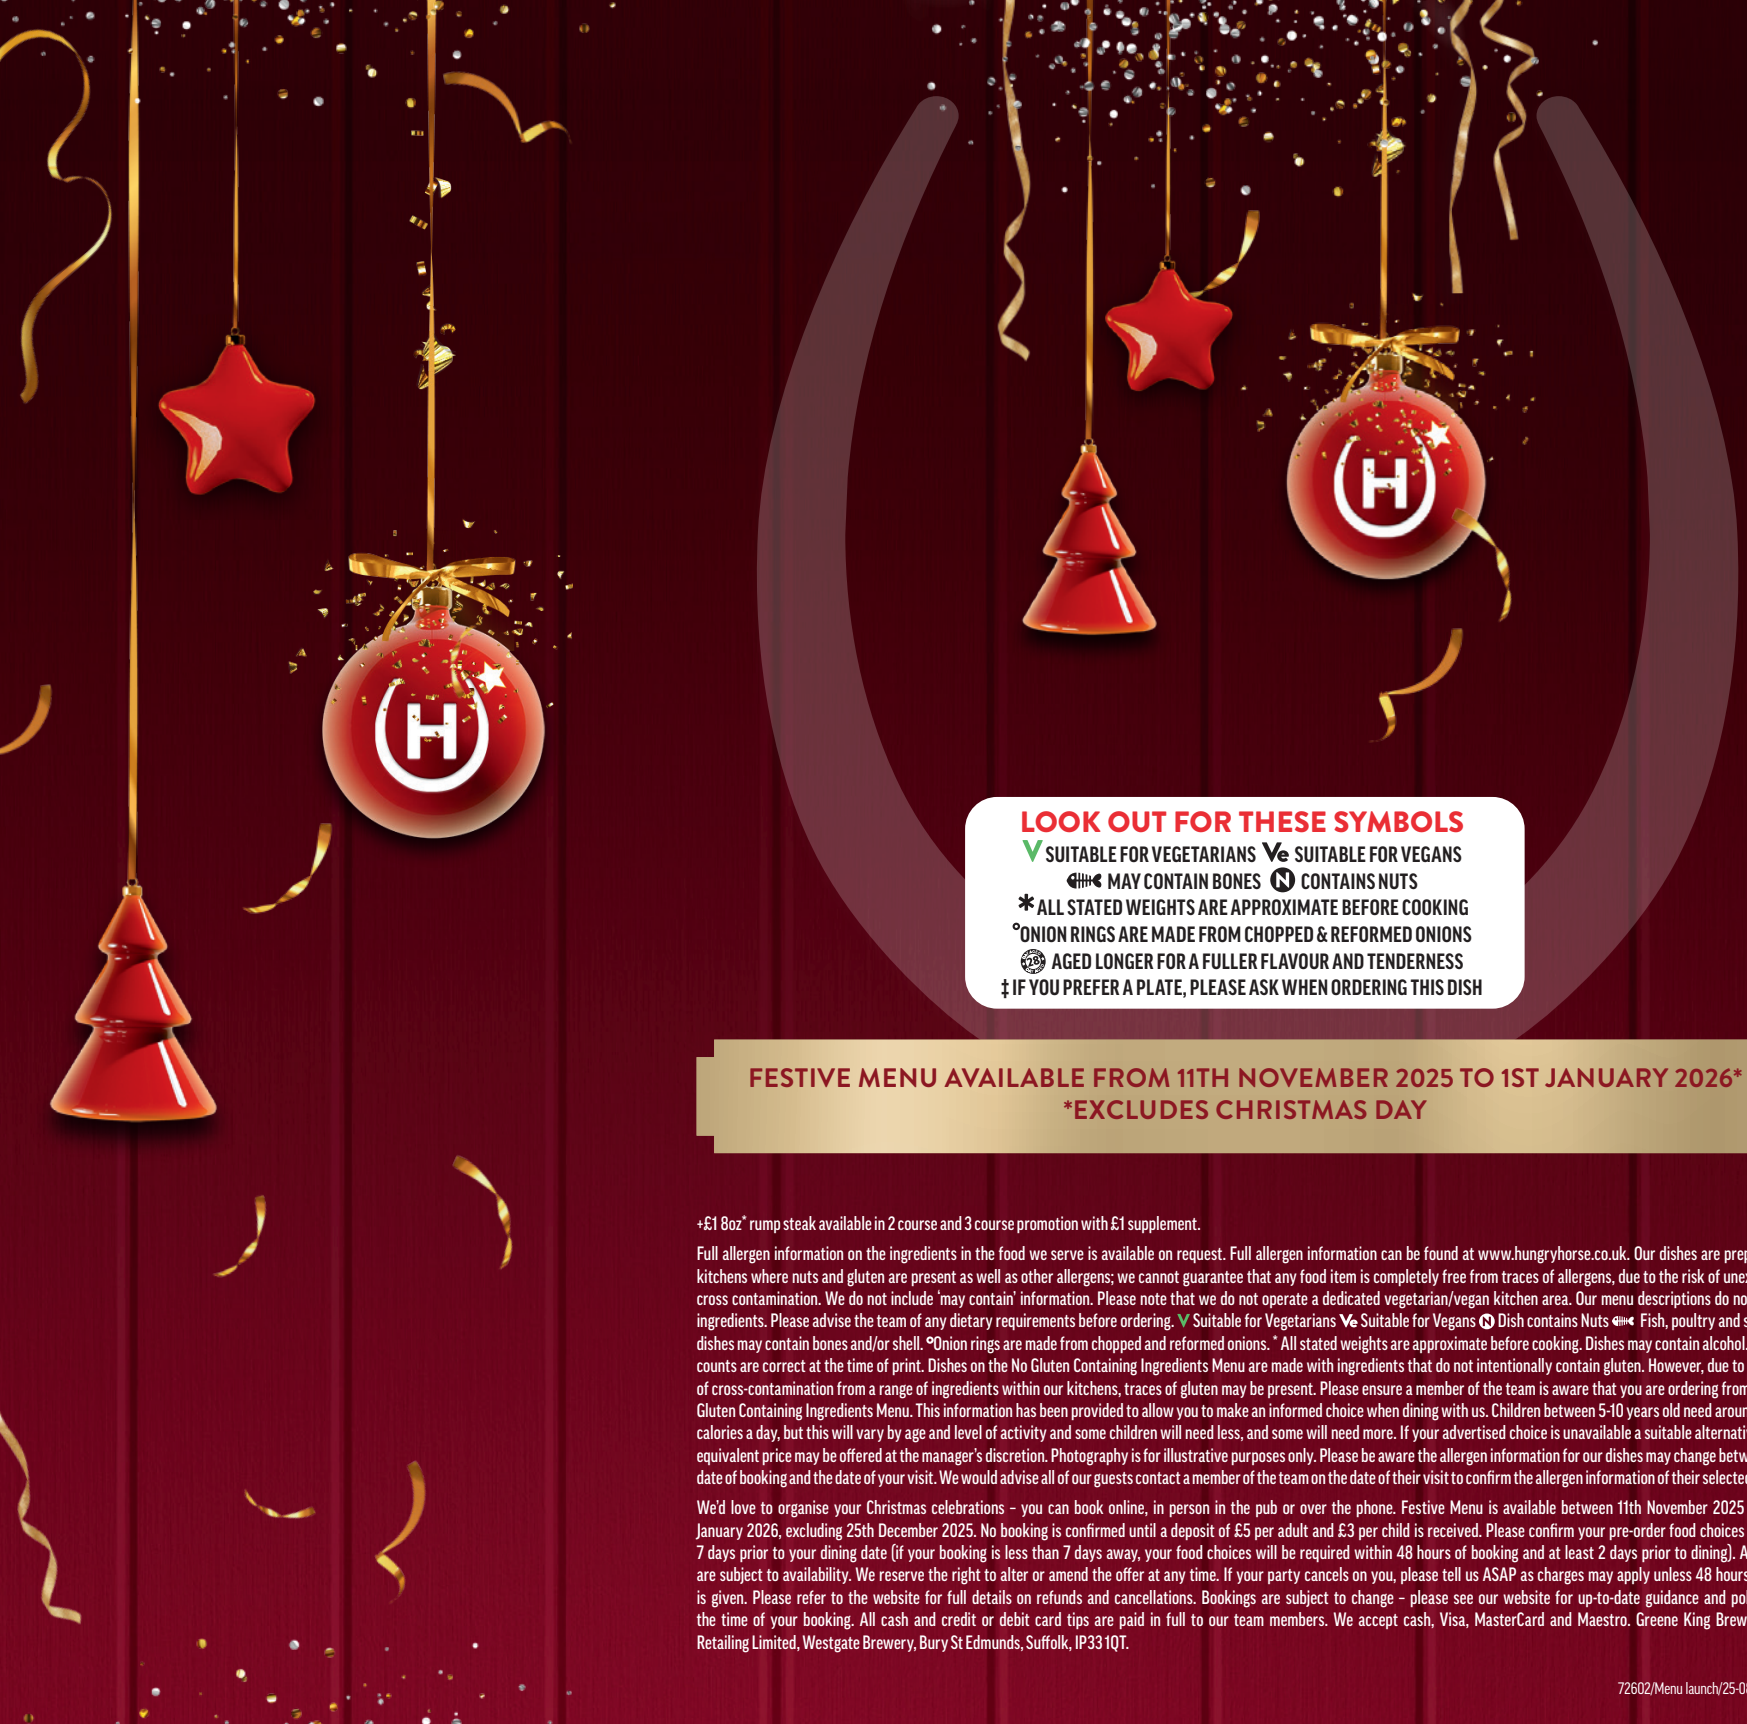 H
H
LOOK OUT FOR THESE SYMBOLS
V SUITABLE FOR VEGETARIANS Ve SUITABLE FOR VEGANS
MAY CONTAIN BONES N CONTAINS NUTS
* ALL STATED WEIGHTS ARE APPROXIMATE BEFORE COOKING
°ONION RINGS ARE MADE FROM CHOPPED & REFORMED ONIONS
28 AGED LONGER FOR A FULLER FLAVOUR AND TENDERNESS
‡ IF YOU PREFER A PLATE, PLEASE ASK WHEN ORDERING THIS DISH
FESTIVE MENU AVAILABLE FROM 11TH NOVEMBER 2025 TO 1ST JANUARY 2026*
*EXCLUDES CHRISTMAS DAY
+£1 8oz* rump steak available in 2 course and 3 course promotion with £1 supplement.
Full allergen information on the ingredients in the food we serve is available on request. Full allergen information can be found at www.hungryhorse.co.uk. Our dishes are prep
kitchens where nuts and gluten are present as well as other allergens; we cannot guarantee that any food item is completely free from traces of allergens, due to the risk of une
cross contamination. We do not include 'may contain' information. Please note that we do not operate a dedicated vegetarian/vegan kitchen area. Our menu descriptions do no
ingredients. Please advise the team of any dietary requirements before ordering. V Suitable for Vegetarians Ve Suitable for Vegans N Dish contains Nuts Fish, poultry and s
dishes may contain bones and/or shell. °Onion rings are made from chopped and reformed onions. * All stated weights are approximate before cooking. Dishes may contain alcohol.
counts are correct at the time of print. Dishes on the No Gluten Containing Ingredients Menu are made with ingredients that do not intentionally contain gluten. However, due to
of cross-contamination from a range of ingredients within our kitchens, traces of gluten may be present. Please ensure a member of the team is aware that you are ordering from
Gluten Containing Ingredients Menu. This information has been provided to allow you to make an informed choice when dining with us. Children between 5-10 years old need aroun
calories a day, but this will vary by age and level of activity and some children will need less, and some will need more. If your advertised choice is unavailable a suitable alternati
equivalent price may be offered at the manager's discretion. Photography is for illustrative purposes only. Please be aware the allergen information for our dishes may change betw
date of booking and the date of your visit. We would advise all of our guests contact a member of the team on the date of their visit to confirm the allergen information of their selecte
We'd love to organise your Christmas celebrations – you can book online, in person in the pub or over the phone. Festive Menu is available between 11th November 2025
January 2026, excluding 25th December 2025. No booking is confirmed until a deposit of £5 per adult and £3 per child is received. Please confirm your pre-order food choices
7 days prior to your dining date (if your booking is less than 7 days away, your food choices will be required within 48 hours of booking and at least 2 days prior to dining). A
are subject to availability. We reserve the right to alter or amend the offer at any time. If your party cancels on you, please tell us ASAP as charges may apply unless 48 hours
is given. Please refer to the website for full details on refunds and cancellations. Bookings are subject to change – please see our website for up-to-date guidance and po
the time of your booking. All cash and credit or debit card tips are paid in full to our team members. We accept cash, Visa, MasterCard and Maestro. Greene King Brew
Retailing Limited, Westgate Brewery, Bury St Edmunds, Suffolk, IP33 1QT.
72602/Menu launch/25-0